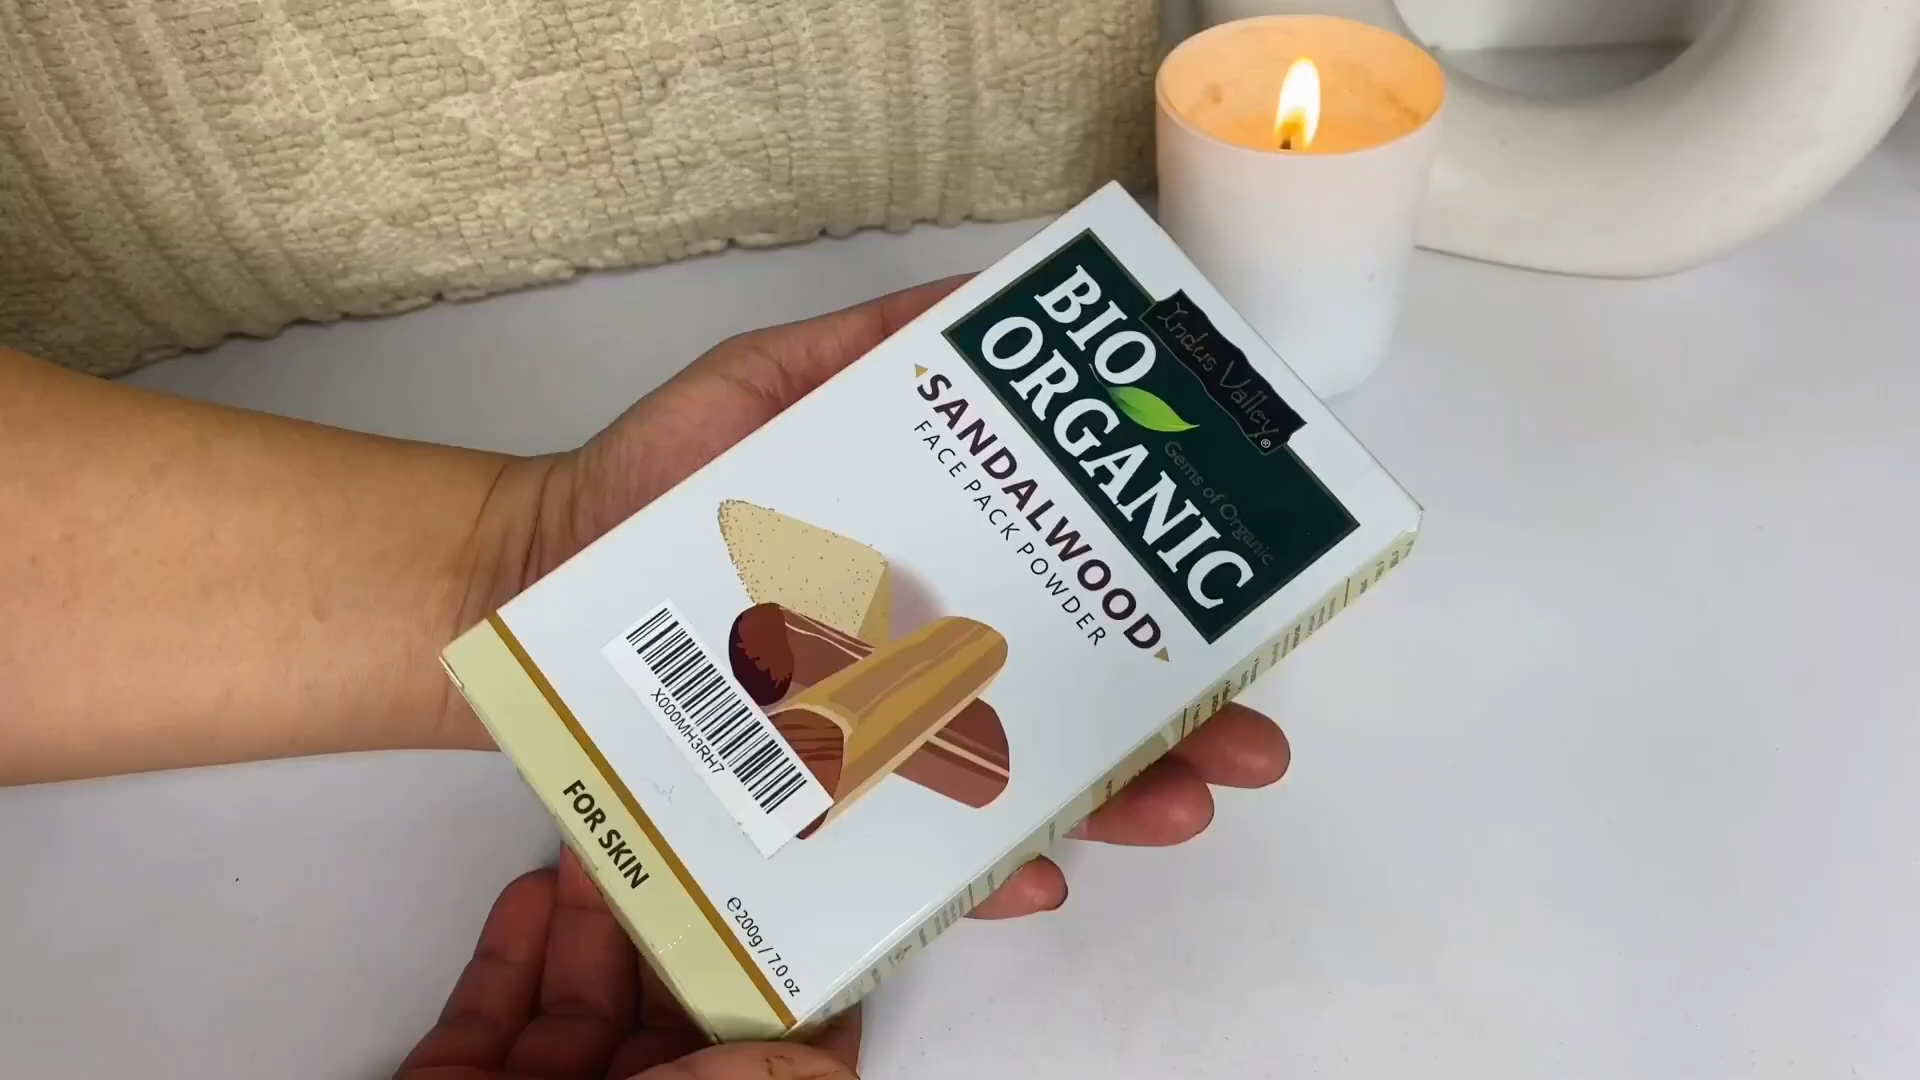 Indus Valley®
BIO
ORGANIC
Gems of Organic
SANDALWOOD
FACE PACK POWDER
X000MH3RH7
FOR SKIN
℮200g / 7.0 oz